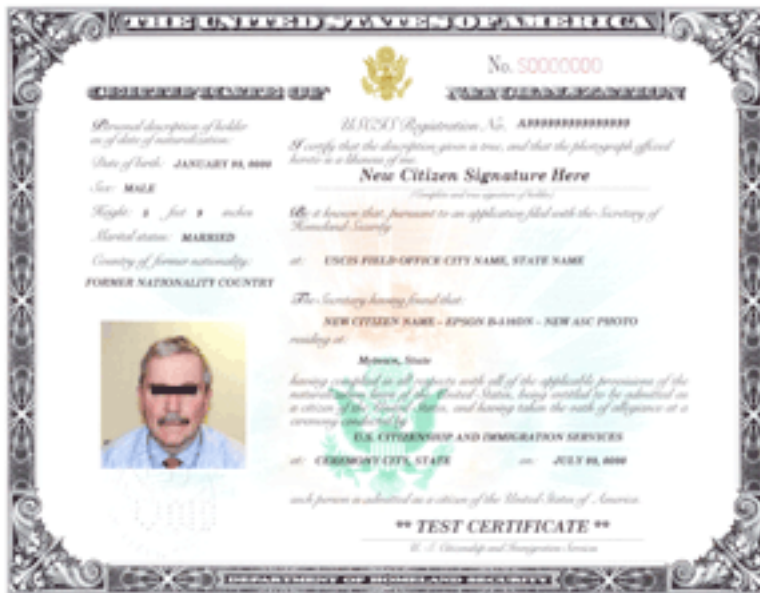 THE UNITED STATES OF AMERICA
No. S0000000
CERTIFICATE OF NATURALIZATION
Personal description of holder
as of date of naturalization:
Date of birth: JANUARY 00, 0000
Sex: MALE
Height: 5 feet 9 inches
Marital status: MARRIED
Country of former nationality:
FORMER NATIONALITY COUNTRY
USCIS Registration No.
I certify that the description given is true, and that the photograph affixed
hereto is a likeness of me.
New Citizen Signature Here
(Complete and true signature of holder)
Be it known that, pursuant to an application filed with the Secretary of
Homeland Security
at: USCIS FIELD OFFICE CITY NAME, STATE NAME
The Secretary having found that:
NEW CITIZEN NAME – EPSON B-510DN – NEW ASC PHOTO
residing at:
State
having complied in all respects with all of the applicable provisions of the
naturalization laws of the United States, being entitled to be admitted as
a citizen of the United States, and having taken the oath of allegiance at a
ceremony conducted by
U.S. CITIZENSHIP AND IMMIGRATION SERVICES
at: CEREMONY CITY, STATE on: JULY 00, 0000
such person is admitted as a citizen of the United States of America.
** TEST CERTIFICATE **
U. S. Citizenship and Immigration Services
DEPARTMENT OF HOMELAND SECURITY